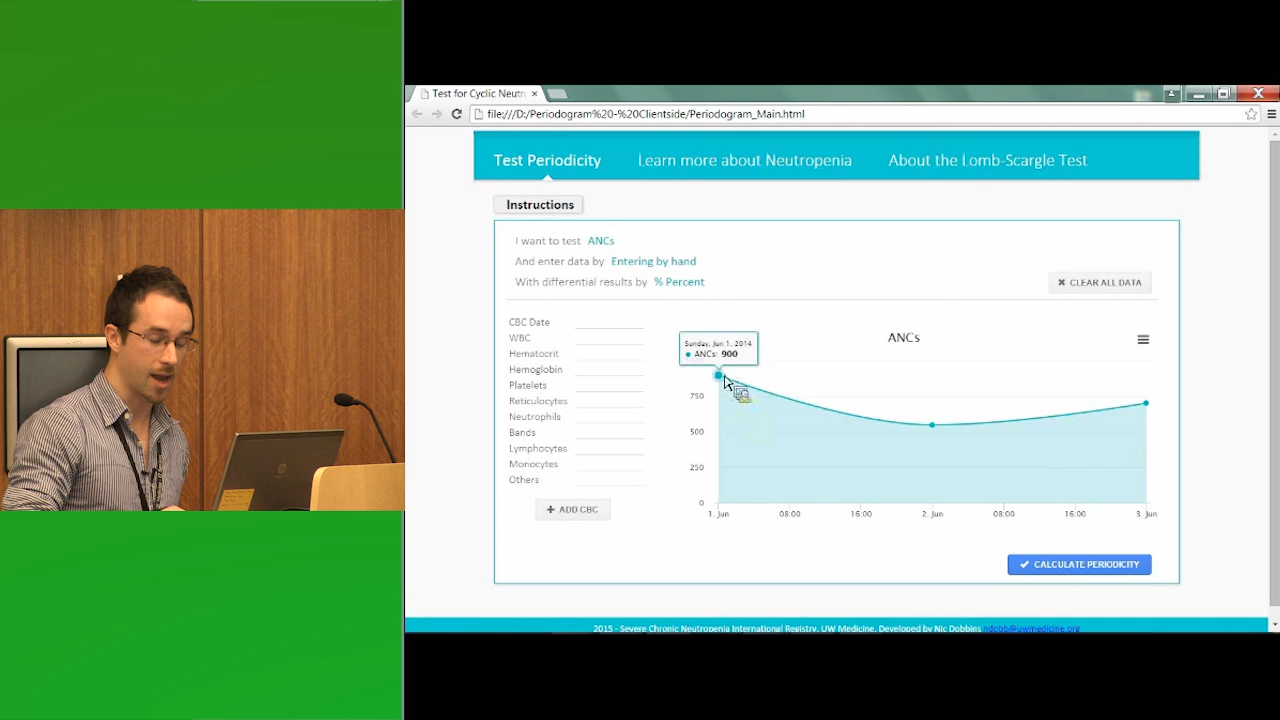 Test for Cyclic Neutr
file:///D:/Periodogram%20-%20Clientside/Periodogram_Main.html
Test Periodicity Learn more about Neutropenia About the Lomb-Scargle Test
Instructions
I want to test ANCs
And enter data by Entering by hand
With differential results by % Percent
CLEAR ALL DATA
CBC Date
WBC
Hematocrit
Hemoglobin
Platelets
Reticulocytes
Neutrophils
Bands
Lymphocytes
Monocytes
Others
ADD CBC
ANCs
Sunday, Jun 1, 2014
ANCs: 900
750
500
250
0
1. Jun 08:00 16:00 2. Jun 08:00 16:00 3. Jun
CALCULATE PERIODICITY
2015 - Severe Chronic Neutropenia International Registry, UW Medicine. Developed by Nic Dobbins ndobb@uwmedicine.org